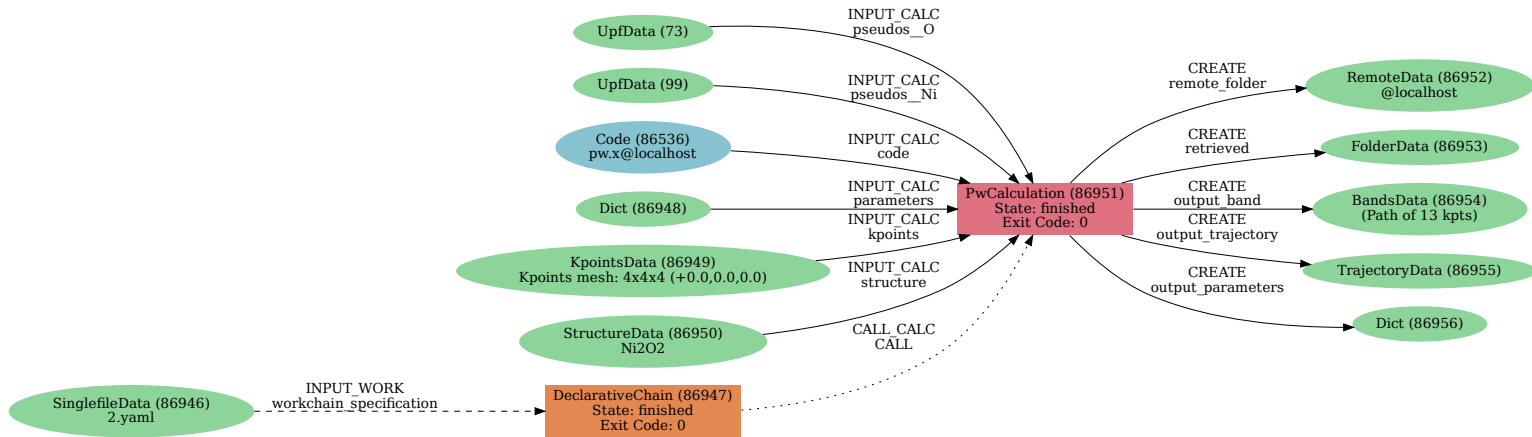 UpfData (73)
INPUT_CALC
pseudos__O
UpfData (99)
INPUT_CALC
pseudos__Ni
Code (86536)
pw.x@localhost
INPUT_CALC
code
Dict (86948)
INPUT_CALC
parameters
KpointsData (86949)
Kpoints mesh: 4x4x4 (+0.0,0.0,0.0)
INPUT_CALC
kpoints
StructureData (86950)
Ni2O2
INPUT_CALC
structure
SinglefileData (86946)
2.yaml
INPUT_WORK
workchain_specification
DeclarativeChain (86947)
State: finished
Exit Code: 0
CALL_CALC
CALL
PwCalculation (86951)
State: finished
Exit Code: 0
CREATE
remote_folder
RemoteData (86952)
@localhost
CREATE
retrieved
FolderData (86953)
CREATE
output_band
BandsData (86954)
(Path of 13 kpts)
CREATE
output_trajectory
TrajectoryData (86955)
CREATE
output_parameters
Dict (86956)